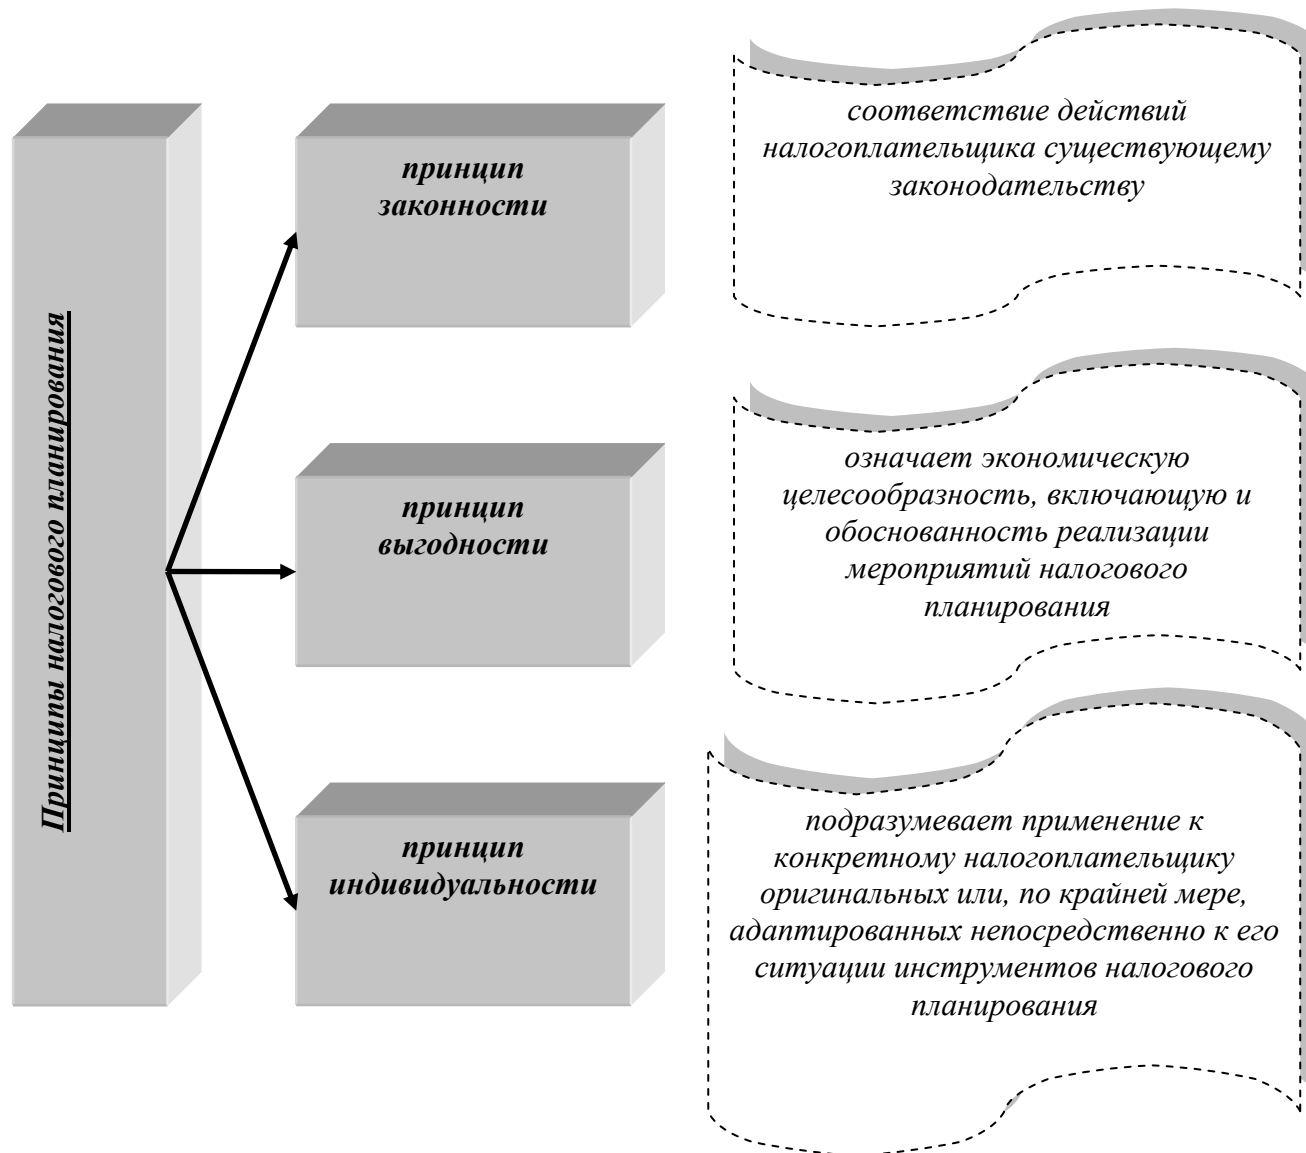 Принципы налогового планирования
принцип
законности
соответствие действий
налогоплательщика существующему
законодательству
принцип
выгодности
означает экономическую
целесообразность, включающую и
обоснованность реализации
мероприятий налогового
планирования
принцип
индивидуальности
подразумевает применение к
конкретному налогоплательщику
оригинальных или, по крайней мере,
адаптированных непосредственно к его
ситуации инструментов налогового
планирования